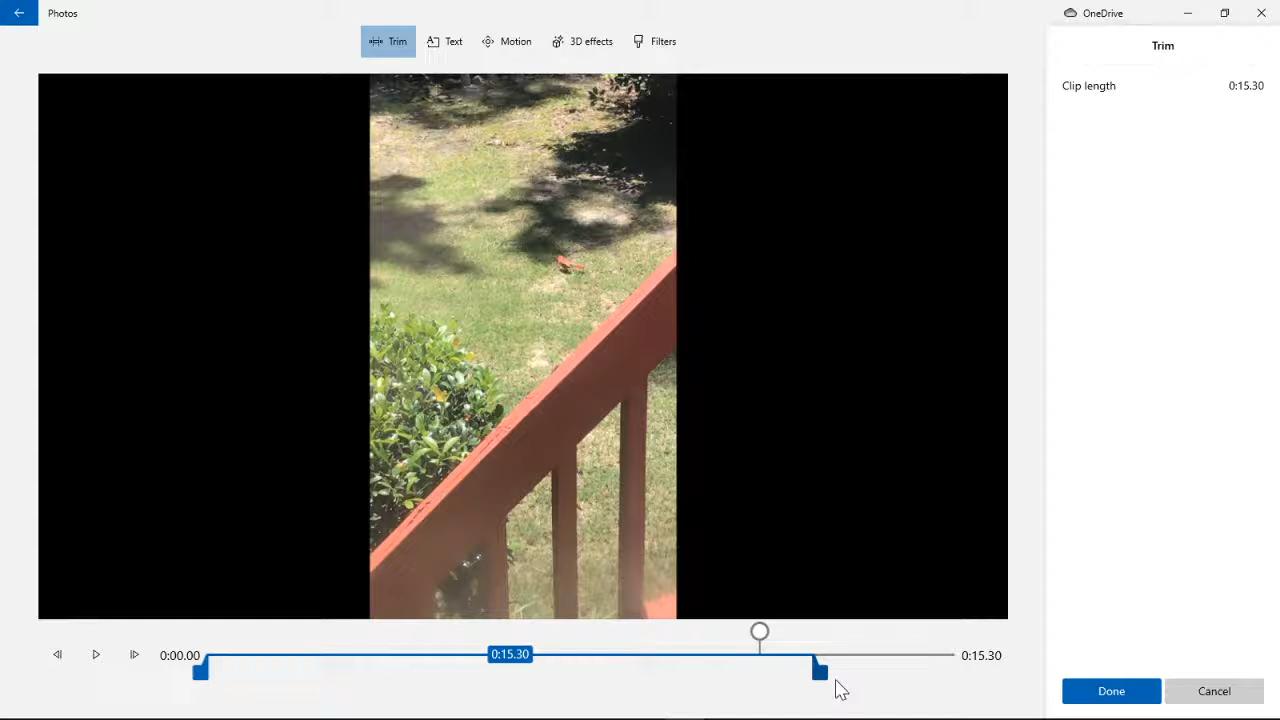 Photos
OneDrive
Trim
Text
Motion
3D effects
Filters
Trim
Clip length
0:15.30
0:00.00
0:15.30
0:15.30
Done
Cancel